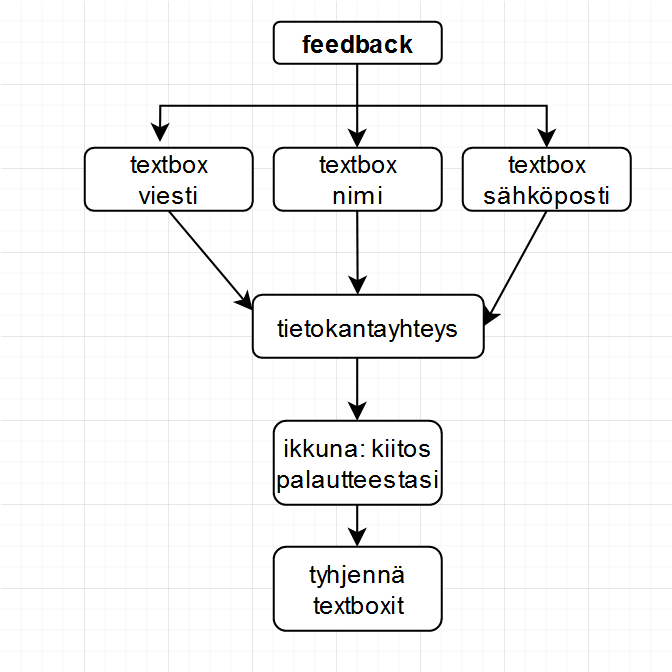 feedback
textbox
viesti
textbox
nimi
textbox
sähköposti
tietokantayhteys
ikkuna: kiitos
palautteestasi
tyhjennä
textboxit